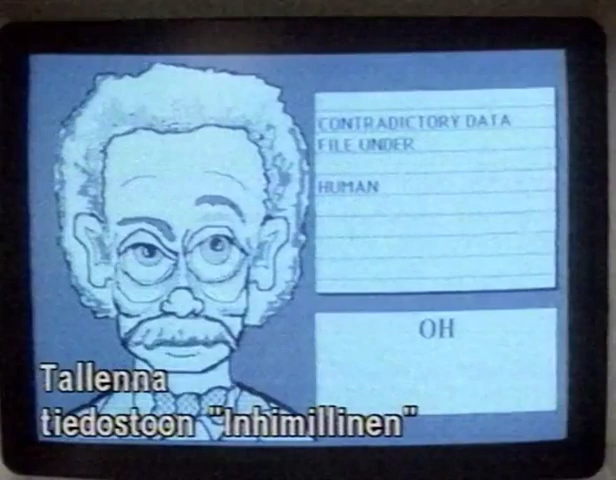 CONTRADICTORY DATA
FILE UNDER
HUMAN
OH
Tallenna
tiedostoon "Inhimillinen"